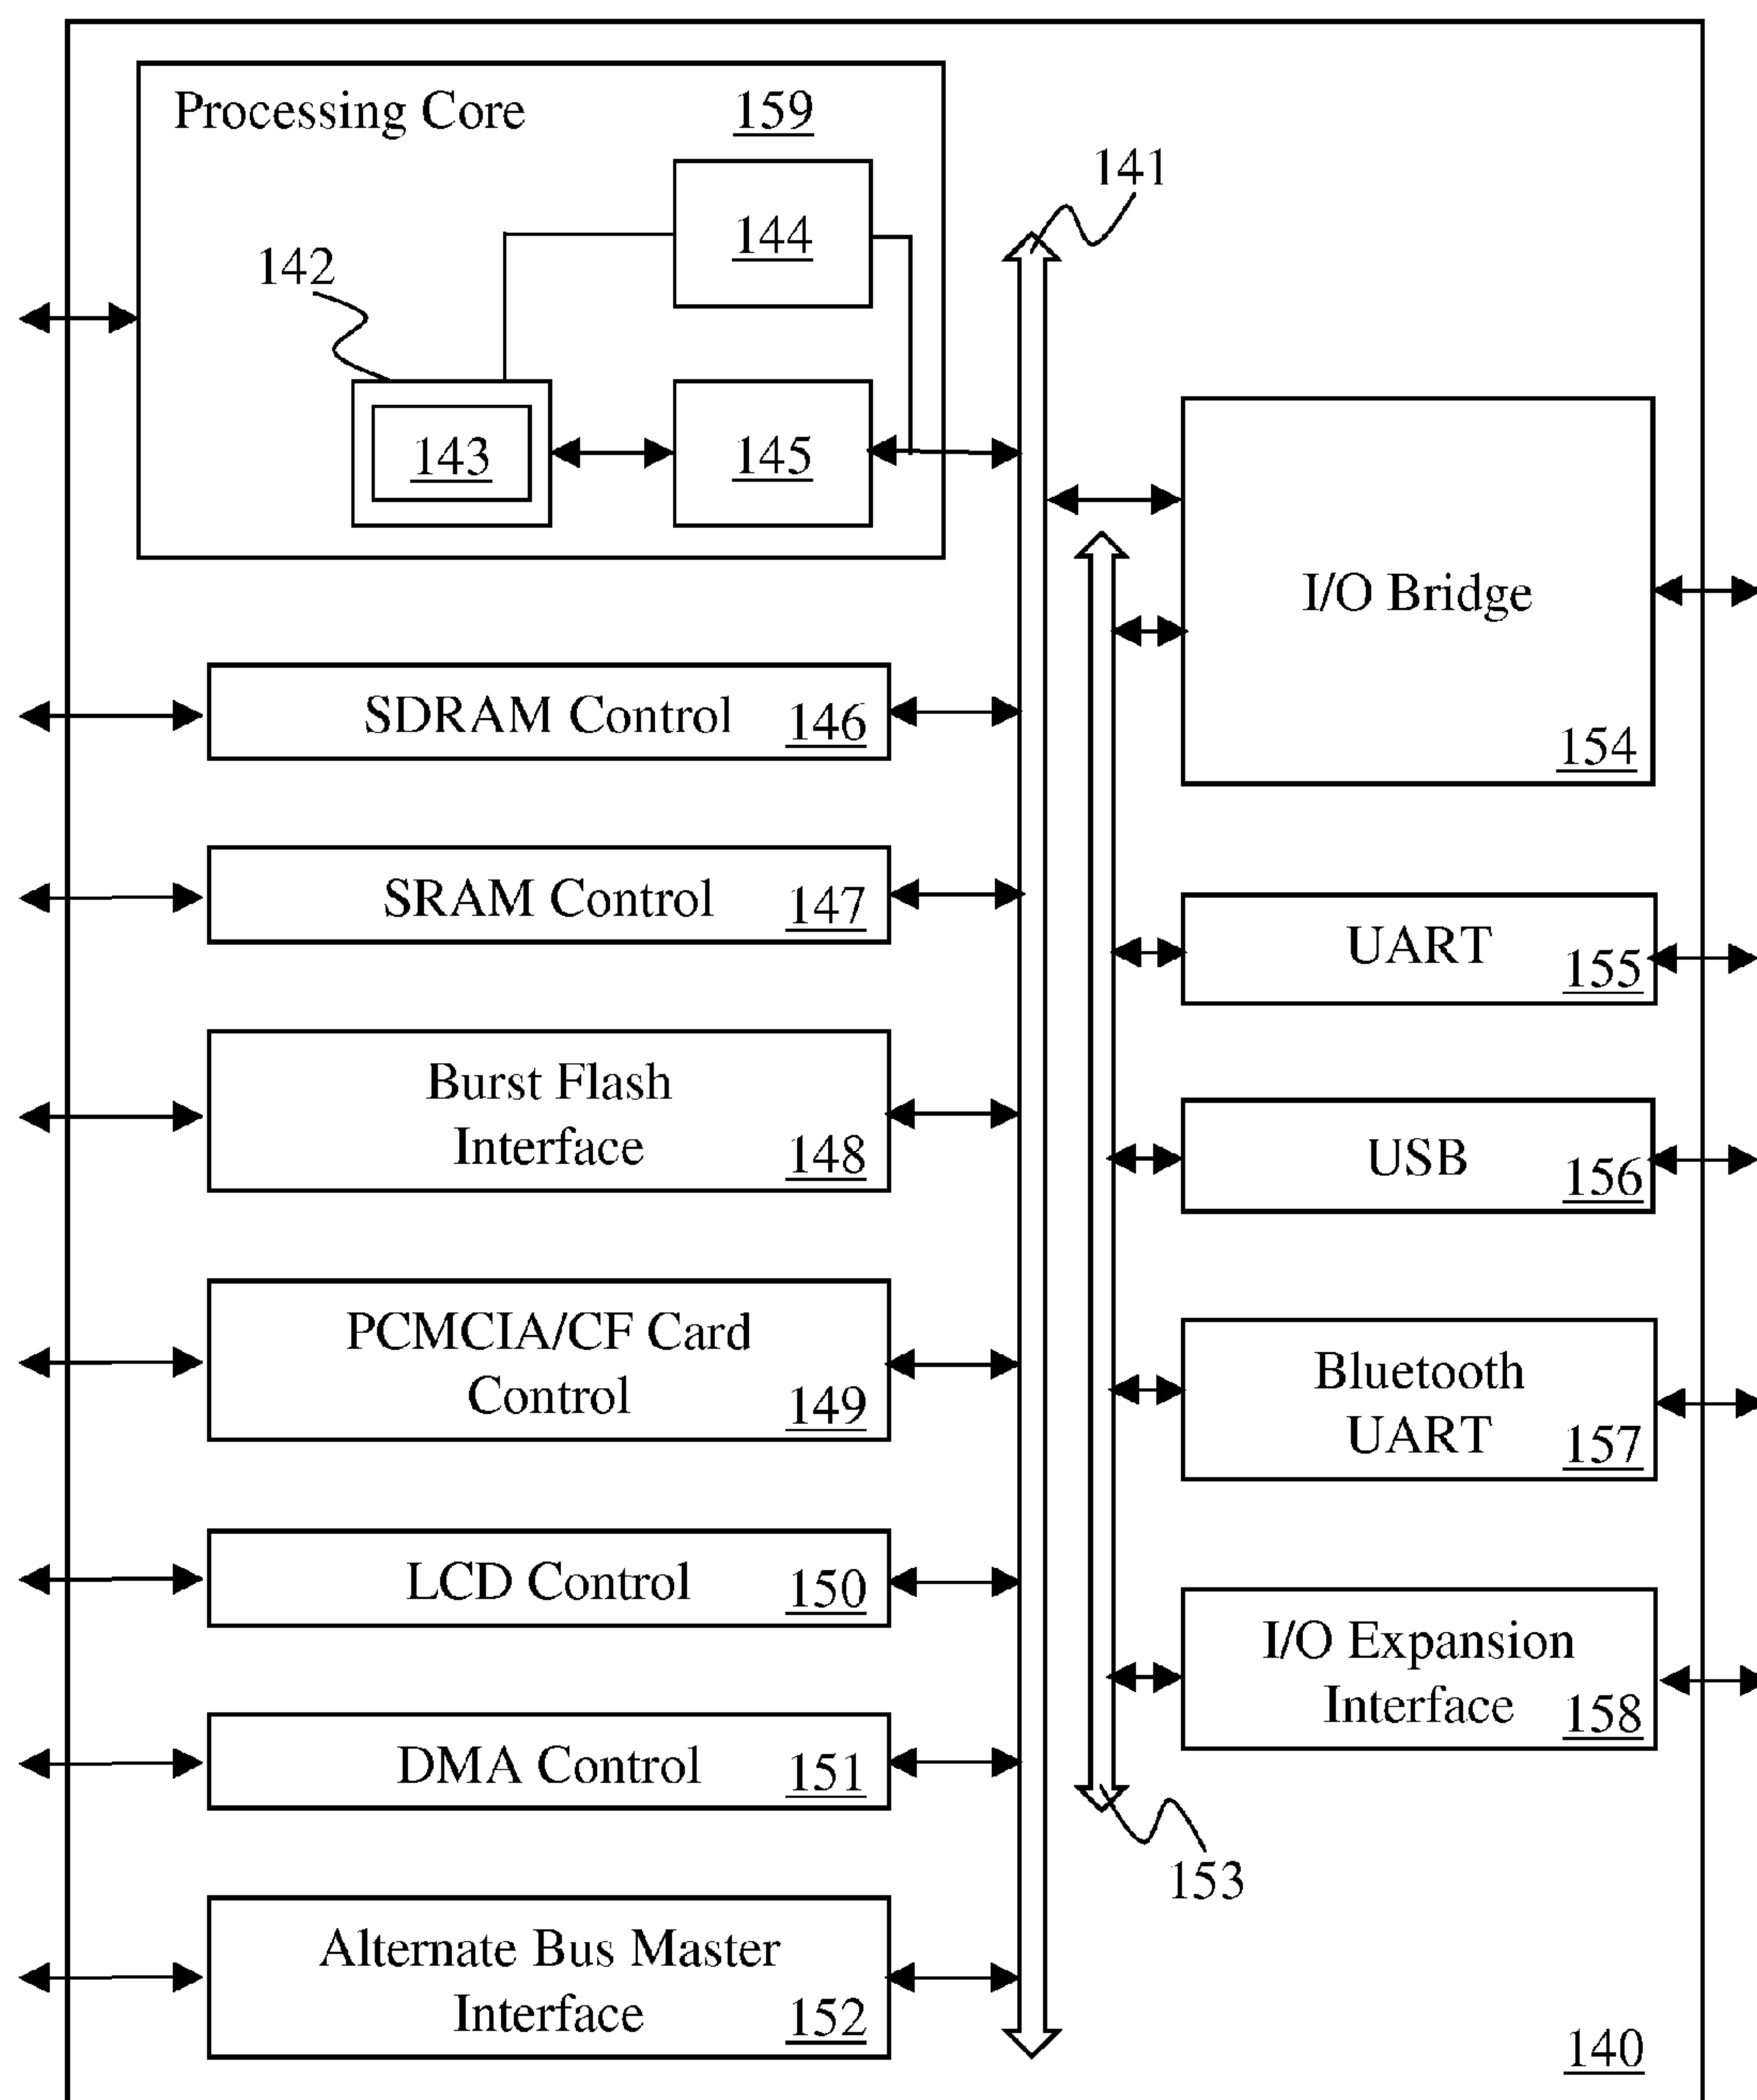 Processing Core 159
141
144
142
143
145
I/O Bridge
154
SDRAM Control 146
SRAM Control 147
Burst Flash
Interface 148
PCMCIA/CF Card
Control 149
LCD Control 150
DMA Control 151
Alternate Bus Master
Interface 152
UART 155
USB 156
Bluetooth
UART 157
I/O Expansion
Interface 158
153
140